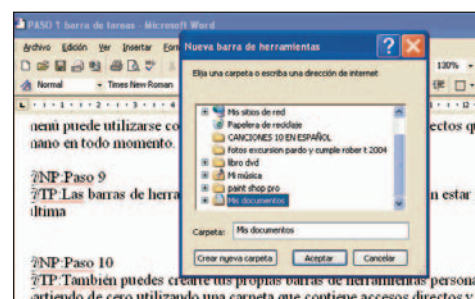 PASO 1 barra de tareas - Microsoft Word
Archivo Edición Ver Insertar Form
Normal Times New Roman
120%
Nueva barra de herramientas
Elija una carpeta o escriba una dirección de internet
Mis sitios de red
Papelera de reciclaje
CANCIONES 10 EN ESPAÑOL
fotos excursion pardo y cumple rober t 2004
libro dvd
Mi música
paint shop pro
Mis documentos
Carpeta: Mis documentos
Crear nueva carpeta Aceptar Cancelar
menú puede utilizarse co
ectos q
nano en todo momento.
?NP:Paso 9
?TP:Las barras de herra
n estar
iltima
?NP:Paso 10
?TP:También puedes crearte tus propias barras de herramientas persona
artiendo de cero utilizando una carpeta que contiene accesos directos